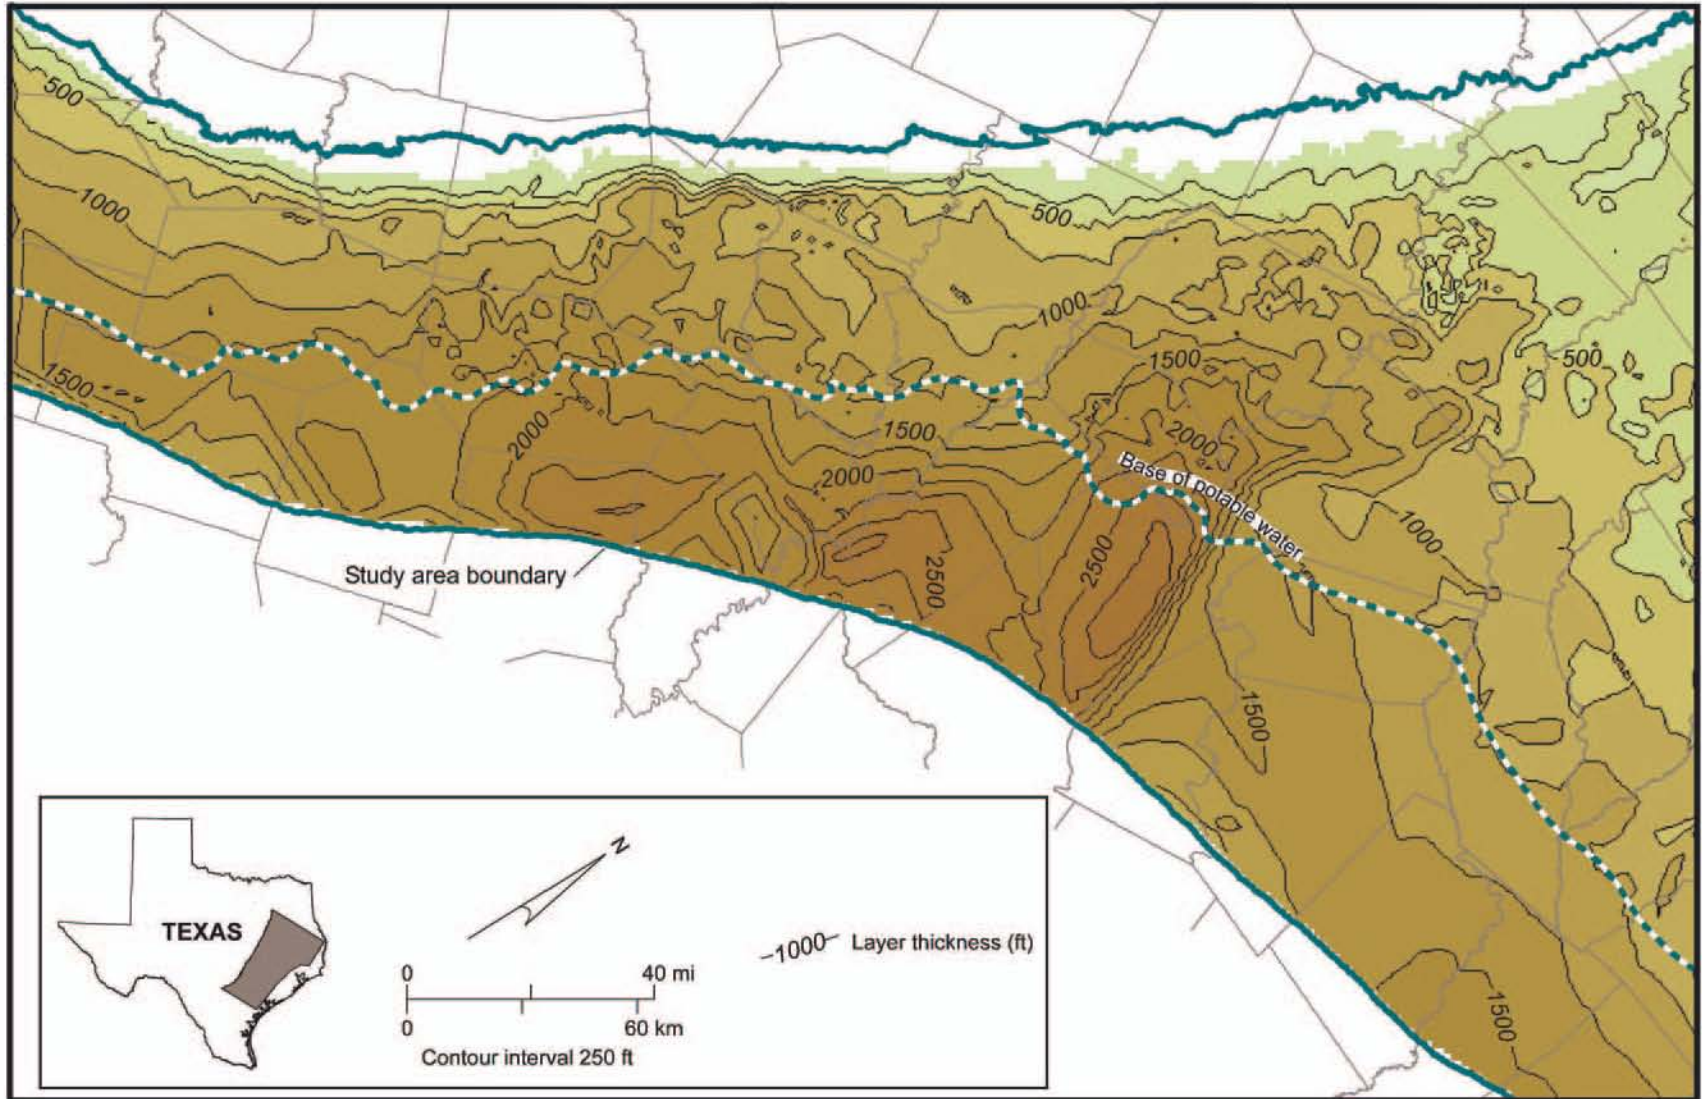 500
1000
500
1000
1500
500
1500
2000
1500
2000
2000
Base of potable water
1000
2500
2500
Study area boundary
1500
1500
TEXAS
N
-1000- Layer thickness (ft)
0 40 mi
0 60 km
Contour interval 250 ft